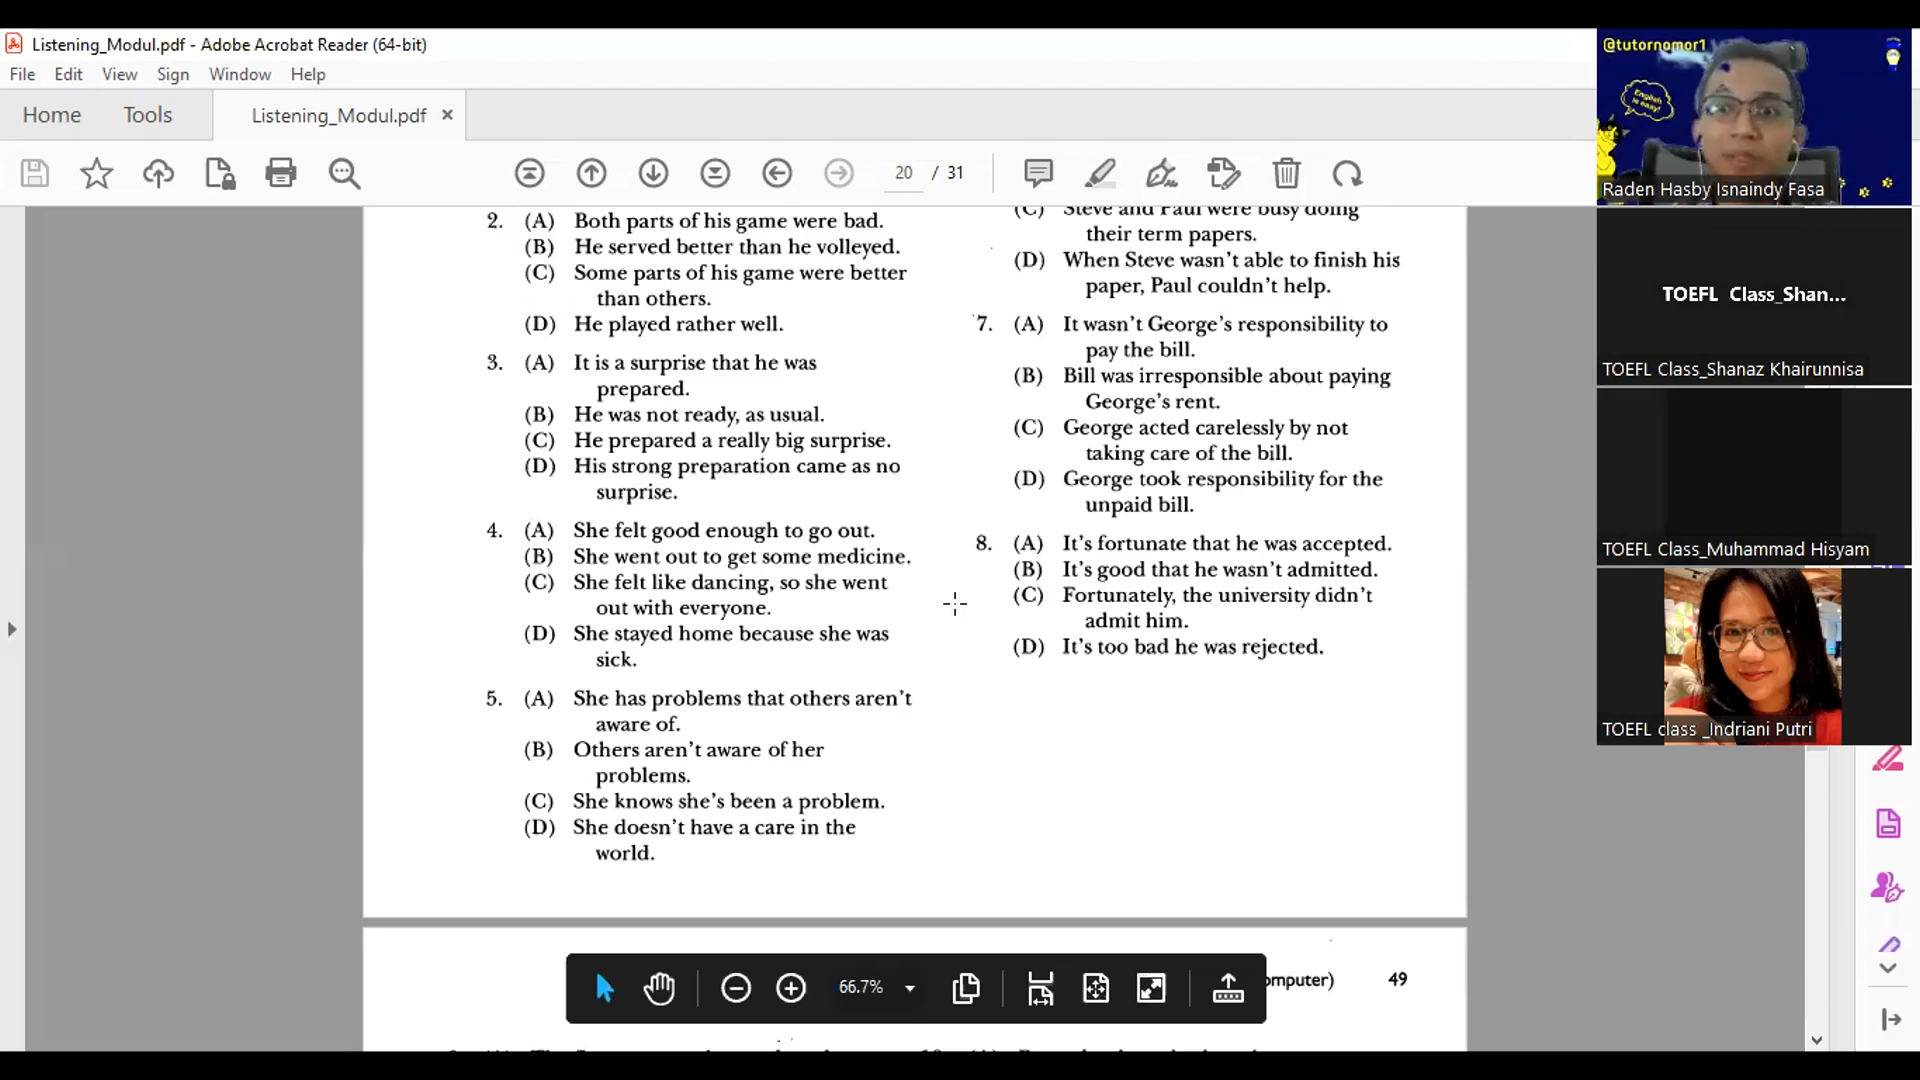 Listening_Modul.pdf - Adobe Acrobat Reader (64-bit)
File Edit View Sign Window Help
Home Tools Listening_Modul.pdf ×
20 / 31
2. (A) Both parts of his game were bad.
(B) He served better than he volleyed.
(C) Some parts of his game were better
than others.
(D) He played rather well.
3. (A) It is a surprise that he was
prepared.
(B) He was not ready, as usual.
(C) He prepared a really big surprise.
(D) His strong preparation came as no
surprise.
4. (A) She felt good enough to go out.
(B) She went out to get some medicine.
(C) She felt like dancing, so she went
out with everyone.
(D) She stayed home because she was
sick.
5. (A) She has problems that others aren't
aware of.
(B) Others aren't aware of her
problems.
(C) She knows she's been a problem.
(D) She doesn't have a care in the
world.
(C) Steve and Paul were busy doing
their term papers.
(D) When Steve wasn't able to finish his
paper, Paul couldn't help.
7. (A) It wasn't George's responsibility to
pay the bill.
(B) Bill was irresponsible about paying
George's rent.
(C) George acted carelessly by not
taking care of the bill.
(D) George took responsibility for the
unpaid bill.
8. (A) It's fortunate that he was accepted.
(B) It's good that he wasn't admitted.
(C) Fortunately, the university didn't
admit him.
(D) It's too bad he was rejected.
66.7%
omputer) 49
@tutornomor1
English is easy!
Raden Hasby Isnaindy Fasa
TOEFL Class_Shan...
TOEFL Class_Shanaz Khairunnisa
TOEFL Class_Muhammad Hisyam
TOEFL class _Indriani Putri